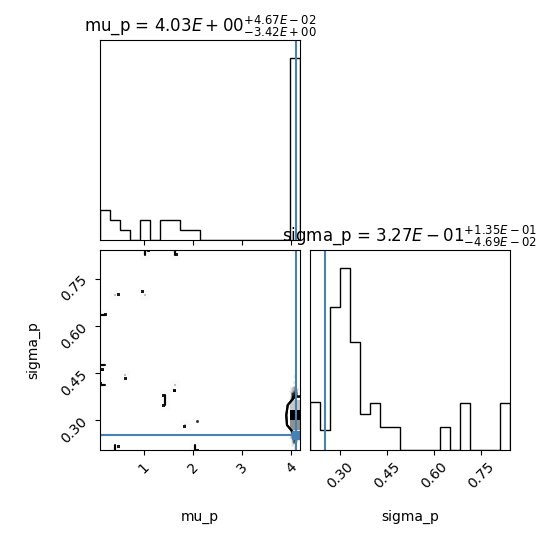 mu_p = 4.03E + 00+4.67E − 02
−3.42E + 00
sigma_p = 3.27E − 01+1.35E − 01
−4.69E − 02
0.75
0.60
0.45
0.30
sigma_p
1 2 3 4
0.30 0.45 0.60 0.75
mu_p sigma_p